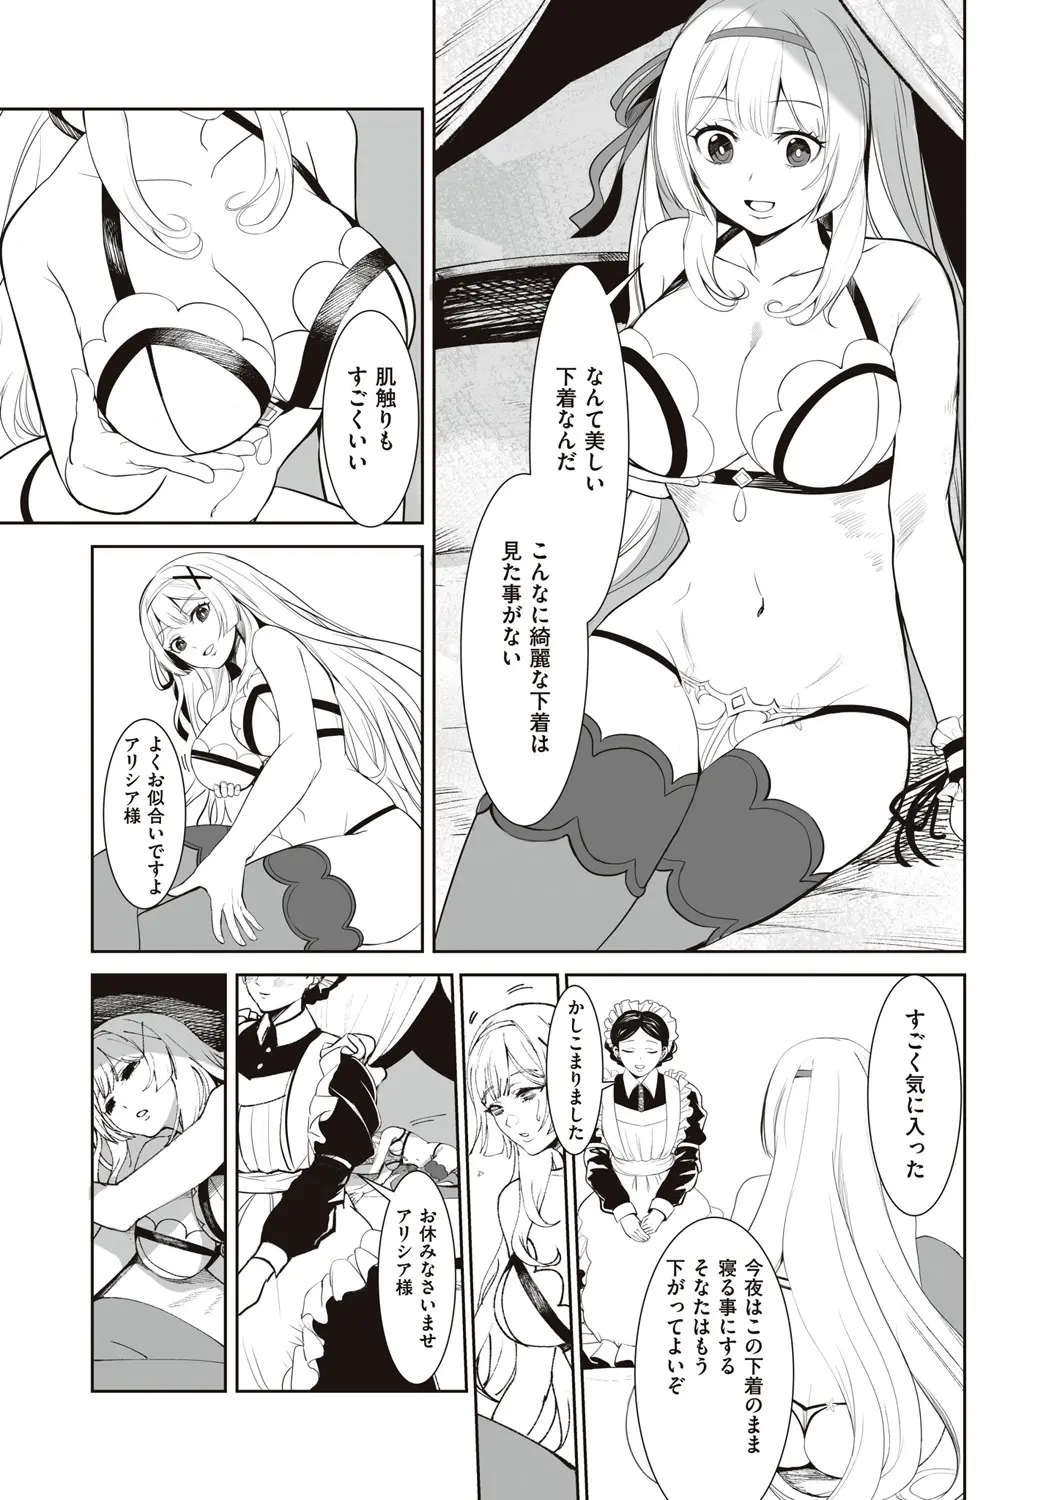 なんて美しい
下着なんだ
こんなに綺麗な下着は
見た事がない
肌触りも
すごくいい
よくお似合いですよ
アリシア様
すごく気に入った
今夜はこの下着のまま
寝る事にする
そなたはもう
下がってよいぞ
かしこまりました
お休みなさいませ
アリシア様